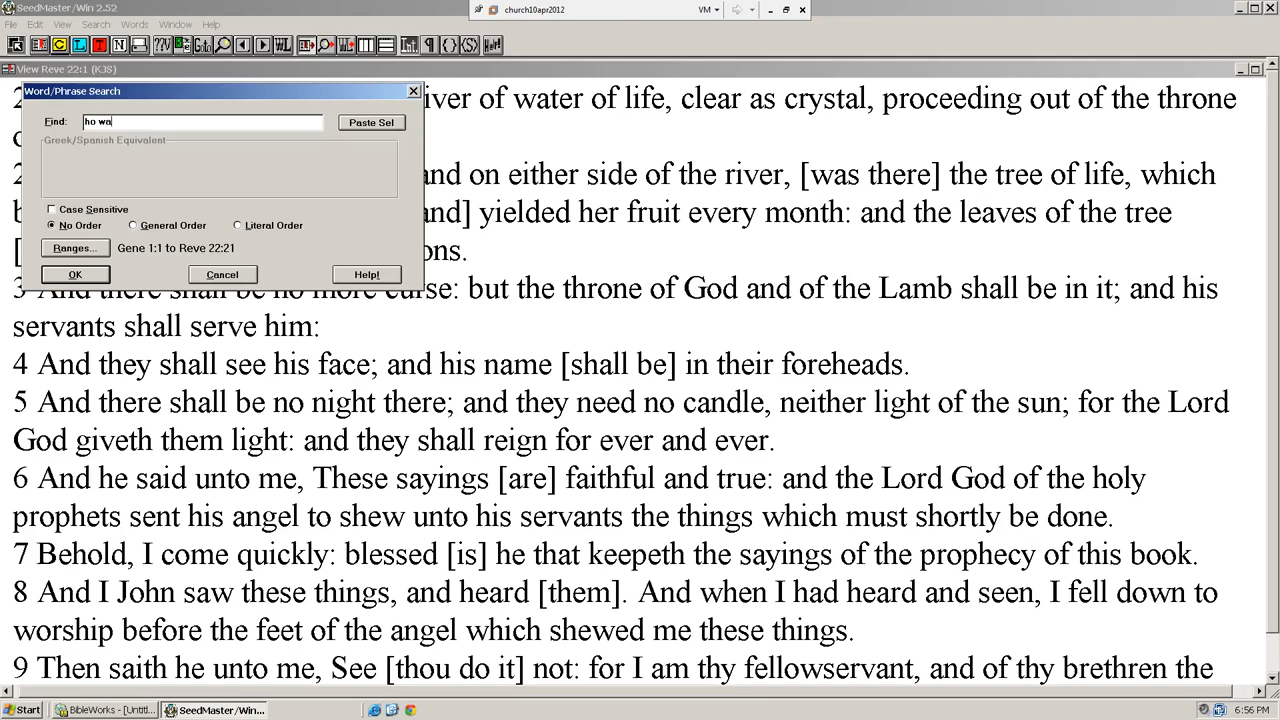 SeedMaster/Win 2.52
church10apr2012
VM
File Edit View Search Words Window Help
View Reve 22:1 (KJS)
Word/Phrase Search
iver of water of life, clear as crystal, proceeding out of the throne
Find: ho wa Paste Sel
Greek/Spanish Equivalent
and on either side of the river, [was there] the tree of life, which
Case Sensitive
and] yielded her fruit every month: and the leaves of the tree
No Order General Order Literal Order
Ranges... Gene 1:1 to Reve 22:21
ons.
OK Cancel Help!
3 And there shall be no more curse: but the throne of God and of the Lamb shall be in it; and his
servants shall serve him:
4 And they shall see his face; and his name [shall be] in their foreheads.
5 And there shall be no night there; and they need no candle, neither light of the sun; for the Lord
God giveth them light: and they shall reign for ever and ever.
6 And he said unto me, These sayings [are] faithful and true: and the Lord God of the holy
prophets sent his angel to shew unto his servants the things which must shortly be done.
7 Behold, I come quickly: blessed [is] he that keepeth the sayings of the prophecy of this book.
8 And I John saw these things, and heard [them]. And when I had heard and seen, I fell down to
worship before the feet of the angel which shewed me these things.
9 Then saith he unto me, See [thou do it] not: for I am thy fellowservant, and of thy brethren the
Start BibleWorks - [Untitl... SeedMaster/Win... 6:56 PM